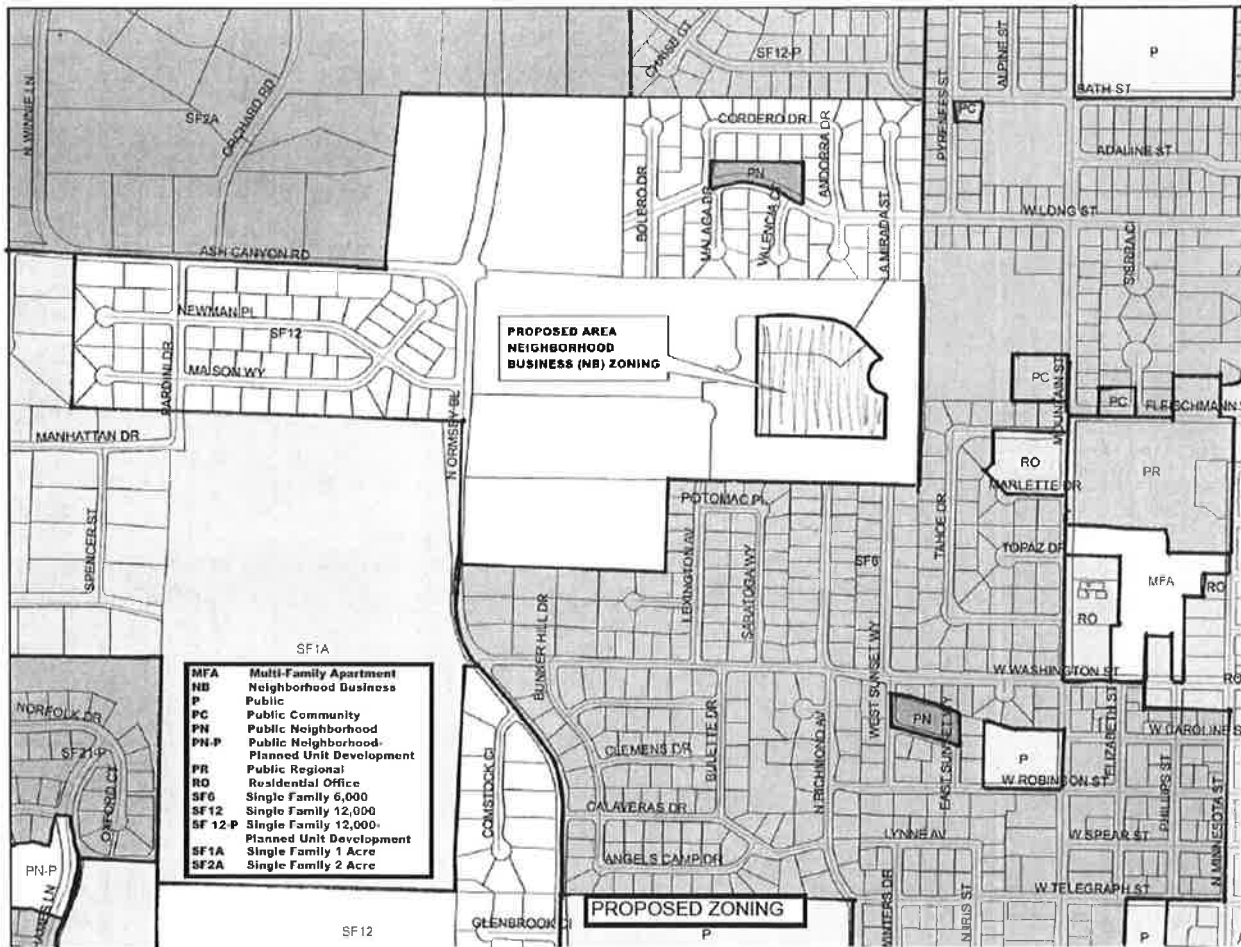 CHASE CT
SF12-P
PYRENEES ST
ALPINE ST
P
BATH ST
N WINNIE LN
ORCHARD RD
SF2A
CORDERO DR
ANDORRA DR
PC
ADALINE ST
PN
BOLERO DR
MALAGA DR
VALENCIA CT
LA MIRADA ST
W LONG ST
SIERRA CI
ASH CANYON RD
NEWMAN PL
SF12
PARDINI DR
MAISON WY
PROPOSED AREA
NEIGHBORHOOD
BUSINESS (NB) ZONING
PC
MOUNTAIN ST
PC
FLEISCHMANN
MANHATTAN DR
N ORMSBY BL
RO
MARLETTE DR
PR
SPENCER ST
POTOMAC PL
TAHOE DR
TOPAZ DR
LEXINGTON AV
SARATOGA WY
SF6
MFA
RO
RO
SF1A
BUNKER HILL DR
WEST SUNSET WY
W WASHINGTON ST
RO
MFA Multi-Family Apartment
NB Neighborhood Business
P Public
PC Public Community
PN Public Neighborhood
PN-P Public Neighborhood-
Planned Unit Development
PR Public Regional
RO Residential Office
SF6 Single Family 6,000
SF12 Single Family 12,000
SF 12-P Single Family 12,000-
Planned Unit Development
SF1A Single Family 1 Acre
SF2A Single Family 2 Acre
NORFOLK DR
SF21-P
OXFORD CT
PN-P
JAMES LN
COMSTOCK CI
CLEMENS DR
BULETTE DR
N RICHMOND AV
PN
EAST SUNSET WY
P
ELIZABETH ST
W CAROLINE S
W ROBINSON ST
PHILLIPS ST
N MINNESOTA ST
CALAVERAS DR
LYNNE AV
W SPEAR ST
ANGELS CAMP DR
W TELEGRAPH ST
WINTERS DR
N IRIS ST
SF12
GLENBROOK CI
PROPOSED ZONING
P
P